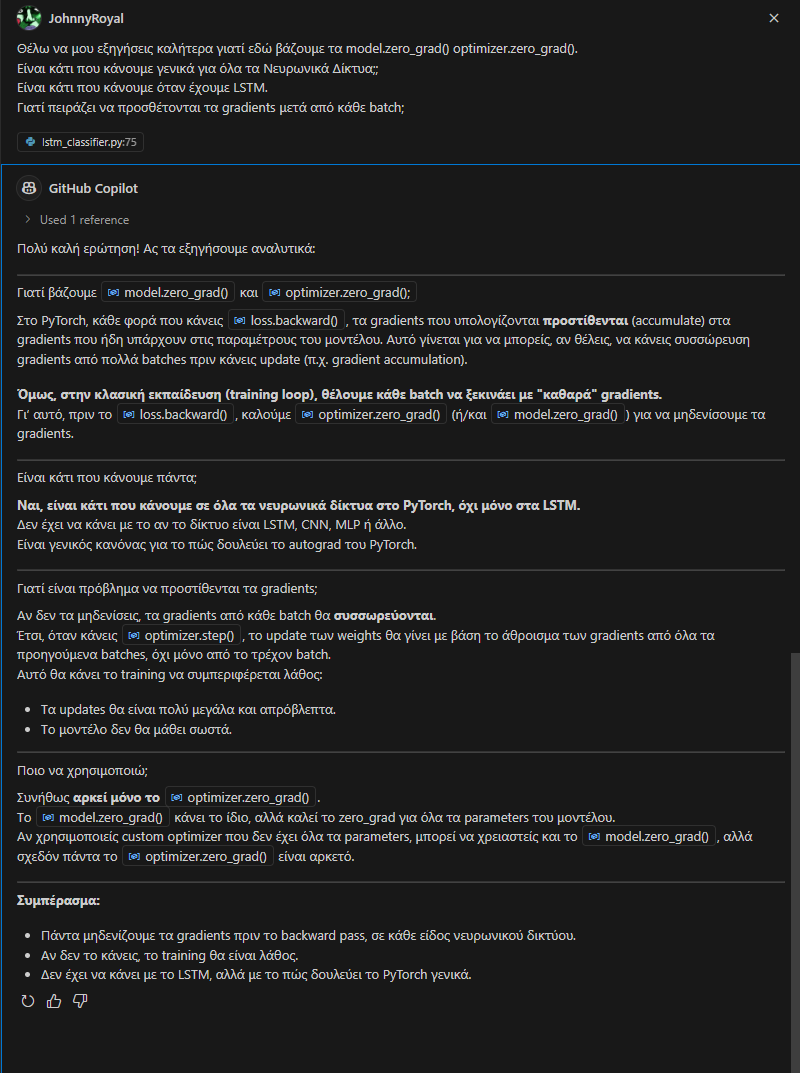 JohnnyRoyal
Θέλω να μου εξηγήσεις καλήτερα γιατί εδώ βάζουμε τα model.zero_grad() optimizer.zero_grad().
Είναι κάτι που κάνουμε γενικά για όλα τα Νευρωνικά Δίκτυα;;
Είναι κάτι που κάνουμε όταν έχουμε LSTM.
Γιατί πειράζει να προσθέτονται τα gradients μετά από κάθε batch;
lstm_classifier.py:75
GitHub Copilot
Used 1 reference
Πολύ καλή ερώτηση! Ας τα εξηγήσουμε αναλυτικά:
Γιατί βάζουμε model.zero_grad() και optimizer.zero_grad();
Στο PyTorch, κάθε φορά που κάνεις loss.backward() , τα gradients που υπολογίζονται προστίθενται (accumulate) στα
gradients που ήδη υπάρχουν στις παραμέτρους του μοντέλου. Αυτό γίνεται για να μπορείς, αν θέλεις, να κάνεις συσσώρευση
gradients από πολλά batches πριν κάνεις update (π.χ. gradient accumulation).
Όμως, στην κλασική εκπαίδευση (training loop), θέλουμε κάθε batch να ξεκινάει με "καθαρά" gradients.
Γι' αυτό, πριν το loss.backward() , καλούμε optimizer.zero_grad() (ή/και model.zero_grad() ) για να μηδενίσουμε τα
gradients.
Είναι κάτι που κάνουμε πάντα;
Ναι, είναι κάτι που κάνουμε σε όλα τα νευρωνικά δίκτυα στο PyTorch, όχι μόνο στα LSTM.
Δεν έχει να κάνει με το αν το δίκτυο είναι LSTM, CNN, MLP ή άλλο.
Είναι γενικός κανόνας για το πώς δουλεύει το autograd του PyTorch.
Γιατί είναι πρόβλημα να προστίθενται τα gradients;
Αν δεν τα μηδενίσεις, τα gradients από κάθε batch θα συσσωρεύονται.
Έτσι, όταν κάνεις optimizer.step() , το update των weights θα γίνει με βάση το άθροισμα των gradients από όλα τα
προηγούμενα batches, όχι μόνο από το τρέχον batch.
Αυτό θα κάνει το training να συμπεριφέρεται λάθος:
• Τα updates θα είναι πολύ μεγάλα και απρόβλεπτα.
• Το μοντέλο δεν θα μάθει σωστά.
Ποιο να χρησιμοποιώ;
Συνήθως αρκεί μόνο το optimizer.zero_grad() .
Το model.zero_grad() κάνει το ίδιο, αλλά καλεί το zero_grad για όλα τα parameters του μοντέλου.
Αν χρησιμοποιείς custom optimizer που δεν έχει όλα τα parameters, μπορεί να χρειαστείς και το model.zero_grad() , αλλά
σχεδόν πάντα το optimizer.zero_grad() είναι αρκετό.
Συμπέρασμα:
• Πάντα μηδενίζουμε τα gradients πριν το backward pass, σε κάθε είδος νευρωνικού δικτύου.
• Αν δεν το κάνεις, το training θα είναι λάθος.
• Δεν έχει να κάνει με το LSTM, αλλά με το πώς δουλεύει το PyTorch γενικά.